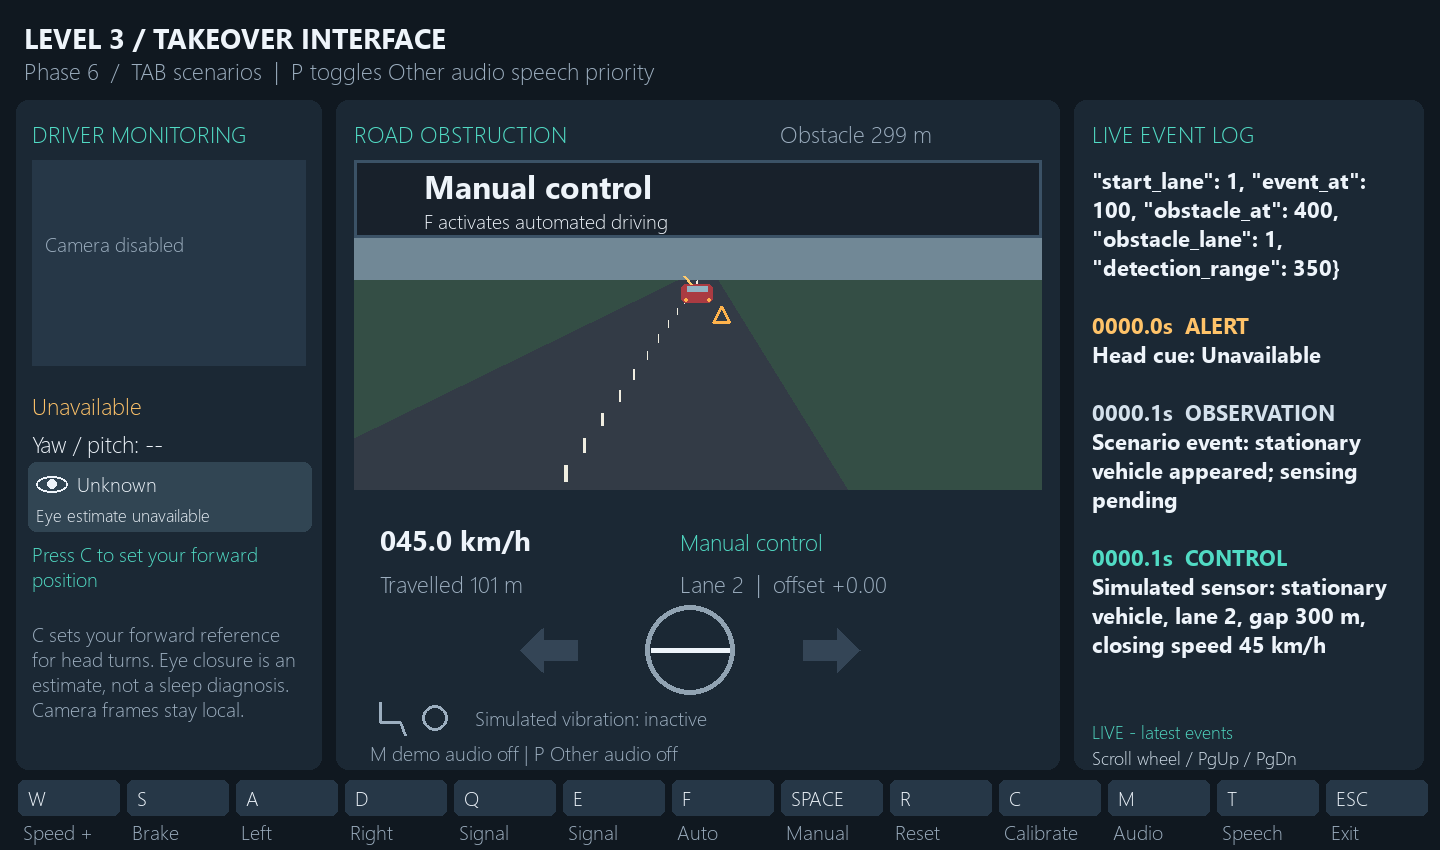 LEVEL 3 / TAKEOVER INTERFACE
Phase 6 / TAB scenarios | P toggles Other audio speech priority
DRIVER MONITORING
Camera disabled
Unavailable
Yaw / pitch: --
Unknown
Eye estimate unavailable
Press C to set your forward
position
C sets your forward reference
for head turns. Eye closure is an
estimate, not a sleep diagnosis.
Camera frames stay local.
ROAD OBSTRUCTION
Obstacle 299 m
Manual control
F activates automated driving
045.0 km/h
Manual control
Travelled 101 m
Lane 2 | offset +0.00
Simulated vibration: inactive
M demo audio off | P Other audio off
LIVE EVENT LOG
"start_lane": 1, "event_at":
100, "obstacle_at": 400,
"obstacle_lane": 1,
"detection_range": 350}
0000.0s ALERT
Head cue: Unavailable
0000.1s OBSERVATION
Scenario event: stationary
vehicle appeared; sensing
pending
0000.1s CONTROL
Simulated sensor: stationary
vehicle, lane 2, gap 300 m,
closing speed 45 km/h
LIVE - latest events
Scroll wheel / PgUp / PgDn
W
S
A
D
Q
E
F
SPACE
R
C
M
T
ESC
Speed +
Brake
Left
Right
Signal
Signal
Auto
Manual
Reset
Calibrate
Audio
Speech
Exit